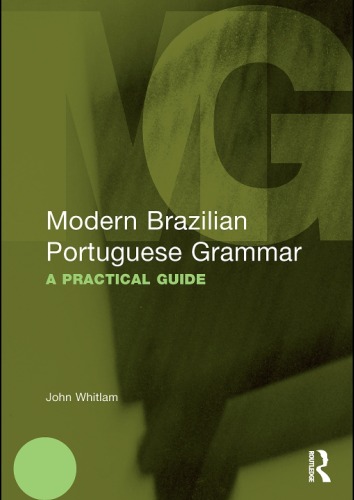 MG
Modern Brazilian
Portuguese Grammar
A PRACTICAL GUIDE
John Whitlam
ROUTLEDGE